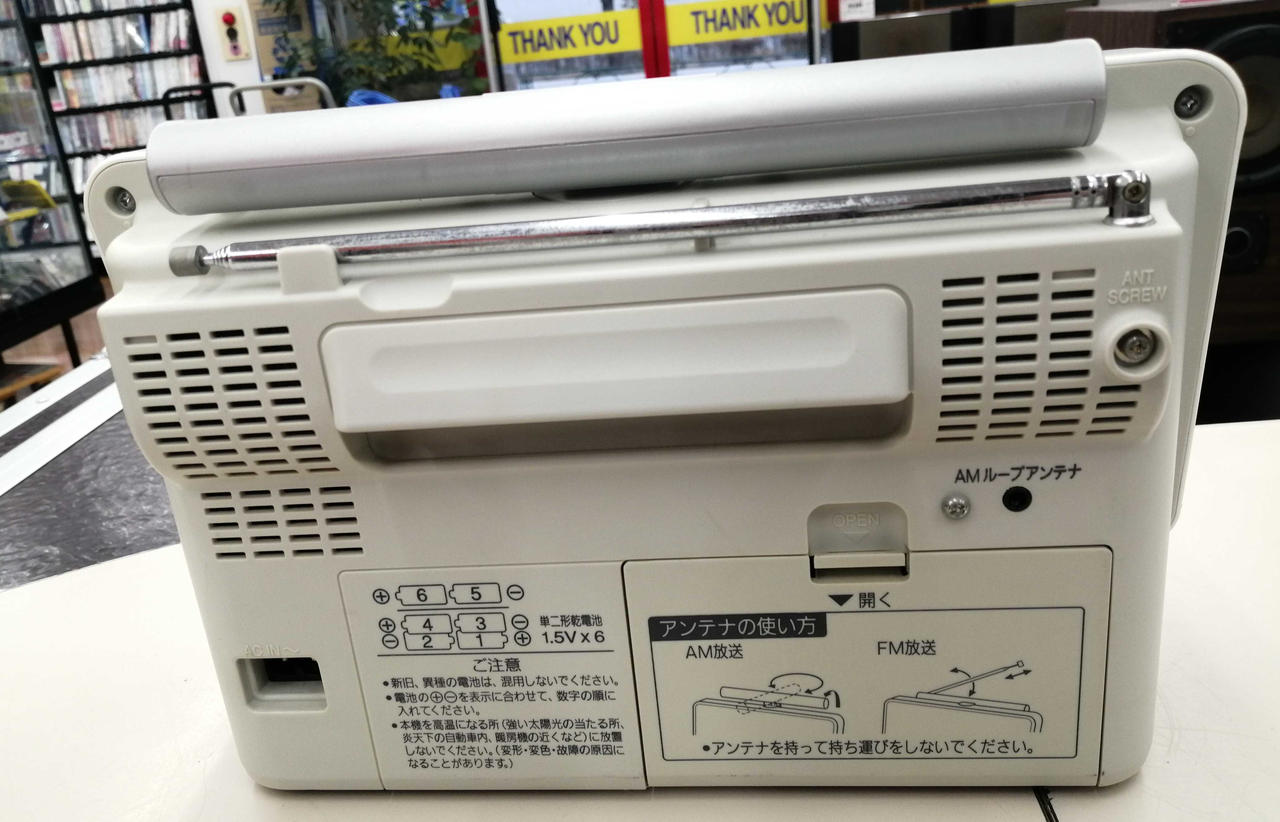 THANK YOU
THANK YOU
ANT
SCREW
AM ループアンテナ
OPEN
▼開く
⊕ 6 5 ⊖
⊕ 4 3 ⊖
⊖ 2 1 ⊕
単二形乾電池
1.5V x 6
ご注意
●新旧、異種の電池は、混用しないでください。
●電池の⊕⊖を表示に合わせて、数字の順に
入れてください。
●本機を高温になる所(強い太陽光の当たる所、
炎天下の自動車内、暖房機の近くなど)に放置
しないでください。(変形・変色・故障の原因に
なることがあります。)
AC IN～
アンテナの使い方
AM放送
FM放送
●アンテナを持って持ち運びをしないでください。